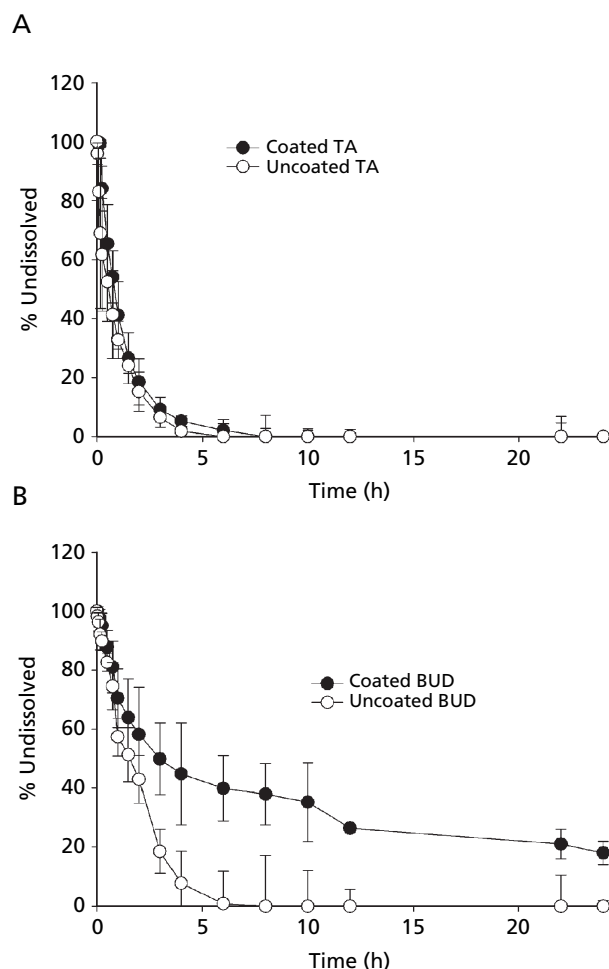 A
120
100
80
60
40
20
0
% Undissolved
Coated TA
Uncoated TA
0 5 10 15 20
Time (h)
B
120
100
80
60
40
20
0
% Undissolved
Coated BUD
Uncoated BUD
0 5 10 15 20
Time (h)